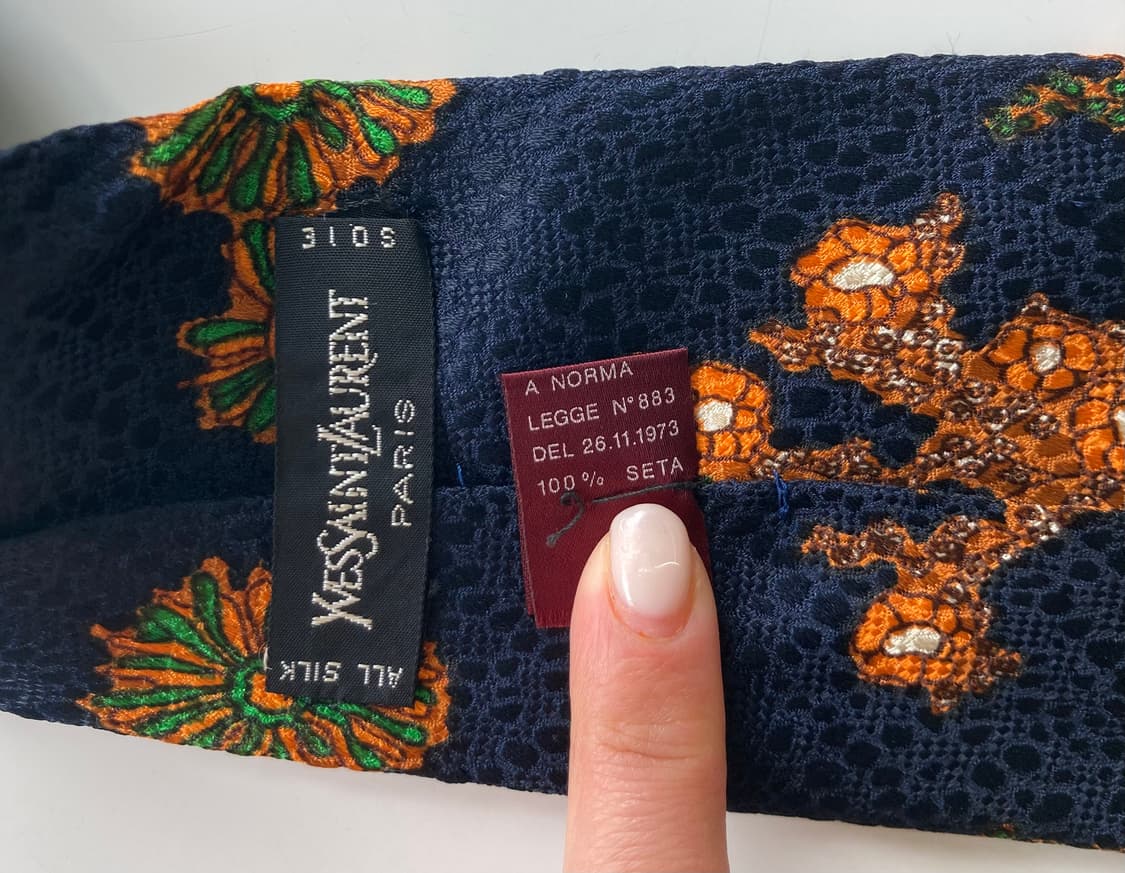 SOIE
YVESSAINTLAURENT
PARIS
ALL SILK
A NORMA
LEGGE N°883
DEL 26.11.1973
100% SETA